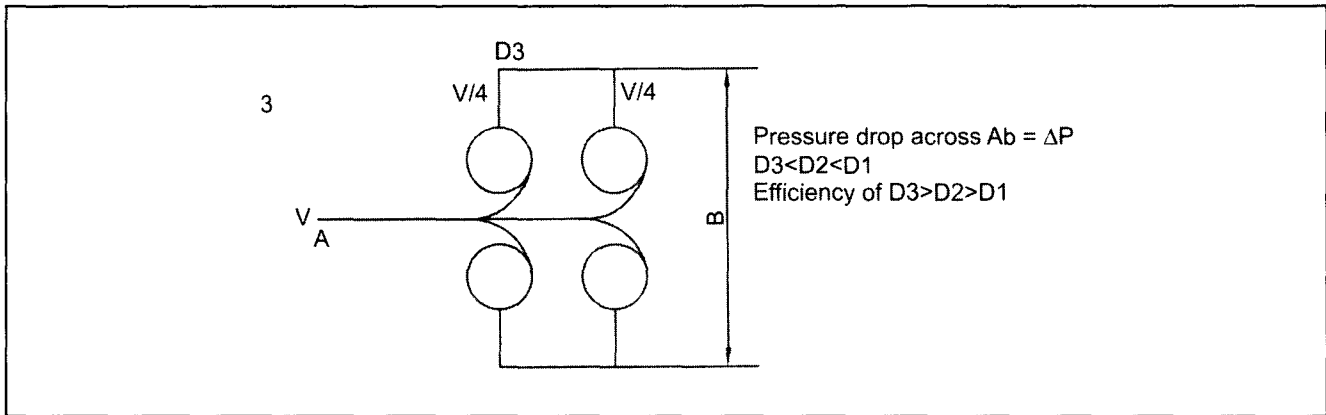 D3
V/4
V/4
3
Pressure drop across Ab = ΔP
D3<D2<D1
Efficiency of D3>D2>D1
V
A
B